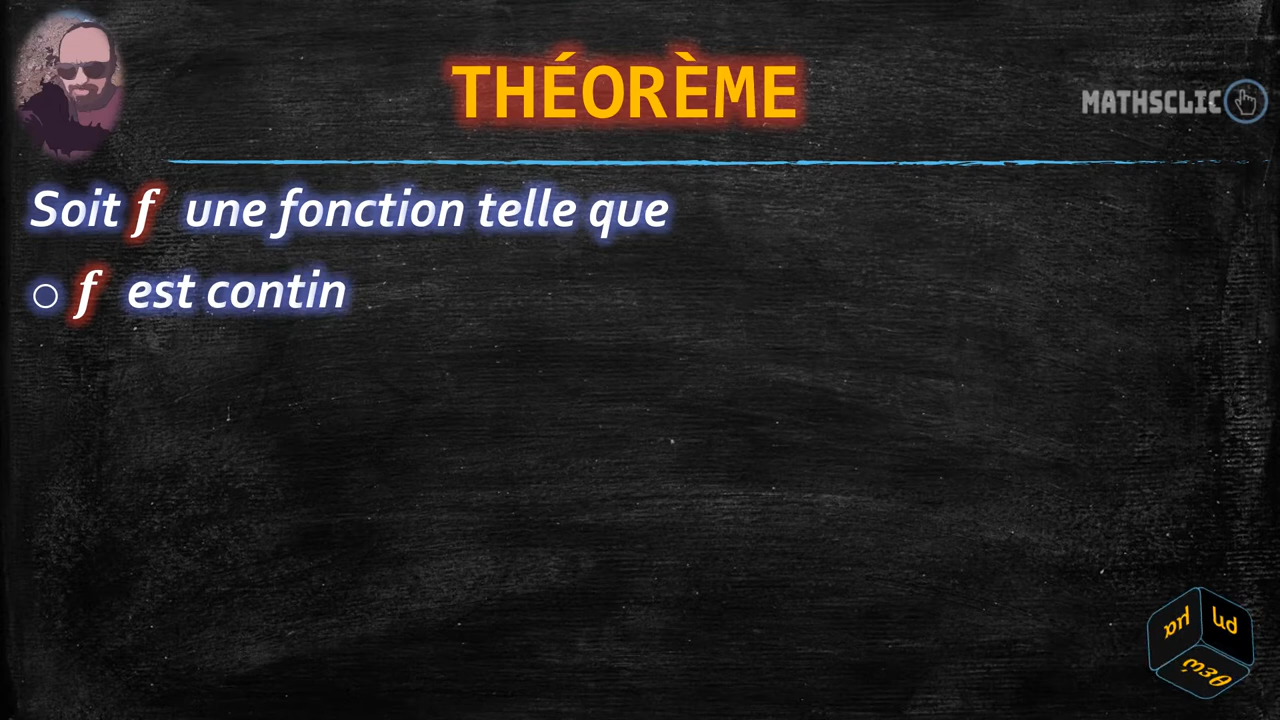 THÉORÈME
MATHSCLIC
Soit f une fonction telle que
○ f est contin